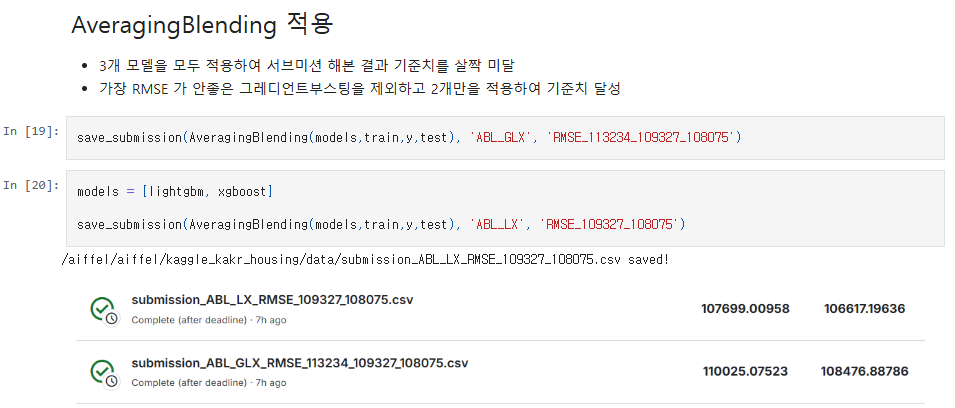 AveragingBlending 적용
• 3개 모델을 모두 적용하여 서브미션 해본 결과 기준치를 살짝 미달
• 가장 RMSE 가 안좋은 그레디언트부스팅을 제외하고 2개만을 적용하여 기준치 달성
In [19]: save_submission(AveragingBlending(models,train,y,test), 'ABL_GLX', 'RMSE_113234_109327_108075')
In [20]: models = [lightgbm, xgboost]
save_submission(AveragingBlending(models,train,y,test), 'ABL_LX', 'RMSE_109327_108075')
/aiffel/aiffel/kaggle_kakr_housing/data/submission_ABL_LX_RMSE_109327_108075.csv saved!
submission_ABL_LX_RMSE_109327_108075.csv
107699.00958 106617.19636
Complete (after deadline) · 7h ago
submission_ABL_GLX_RMSE_113234_109327_108075.csv
110025.07523 108476.88786
Complete (after deadline) · 7h ago